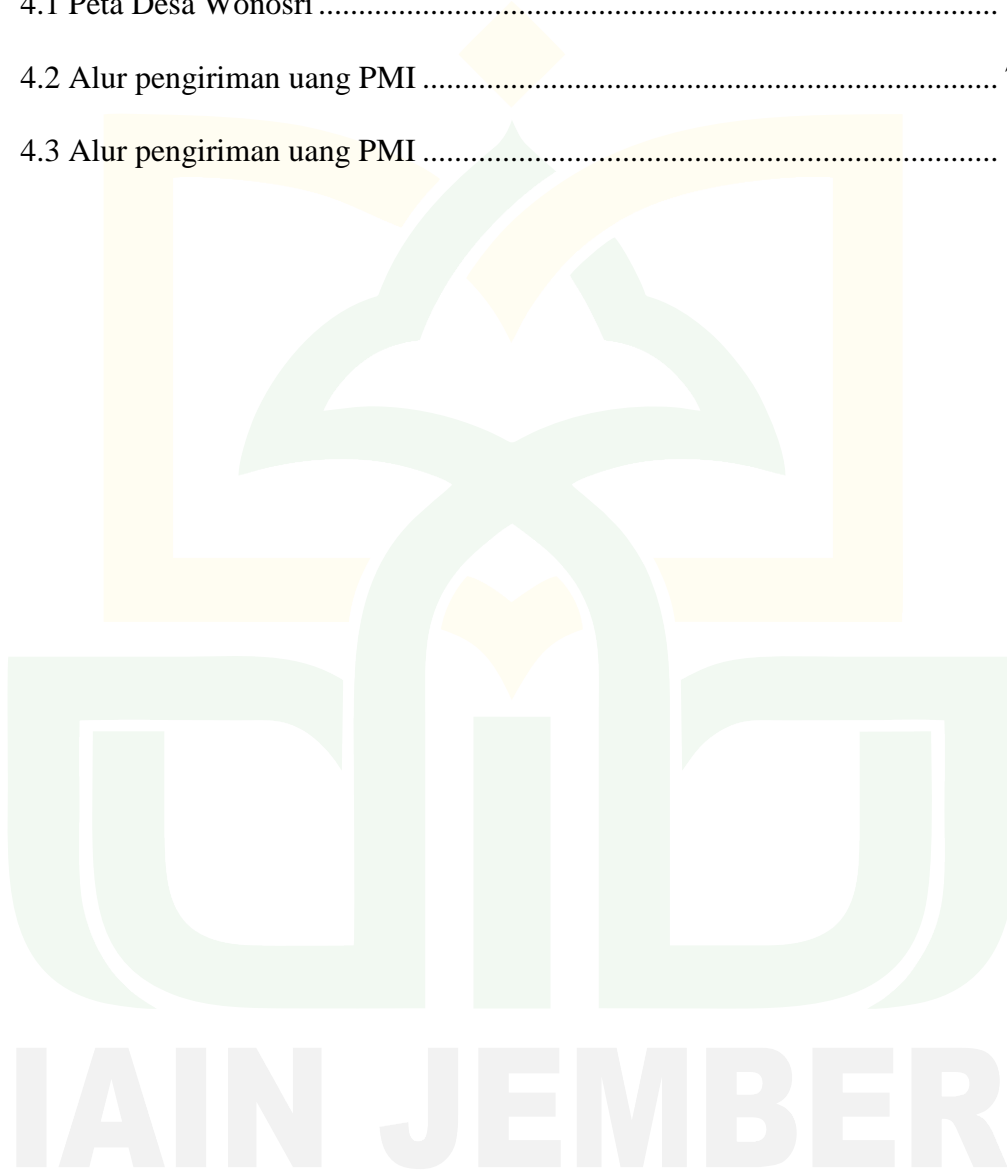 4.1 Peta Desa Wonosri ........................................................................................
4.2 Alur pengiriman uang PMI ...........................................................................
4.3 Alur pengiriman uang PMI ...........................................................................
IAIN JEMBER